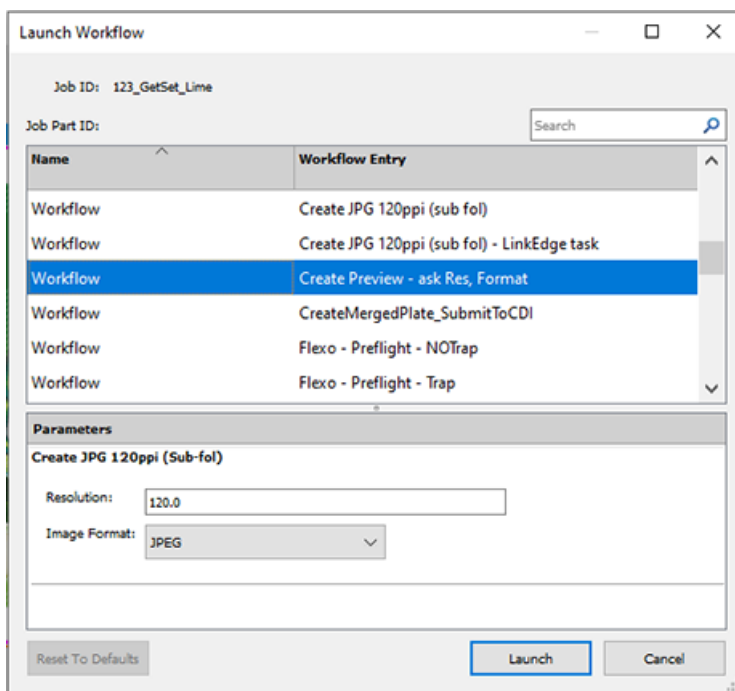 Launch Workflow
Job ID: 123_GetSet_Lime
Job Part ID:
Search
Name Workflow Entry
Workflow Create JPG 120ppi (sub fol)
Workflow Create JPG 120ppi (sub fol) - LinkEdge task
Workflow Create Preview - ask Res, Format
Workflow CreateMergedPlate_SubmitToCDI
Workflow Flexo - Preflight - NOTrap
Workflow Flexo - Preflight - Trap
Parameters
Create JPG 120ppi (Sub-fol)
Resolution: 120.0
Image Format: JPEG
Reset To Defaults Launch Cancel